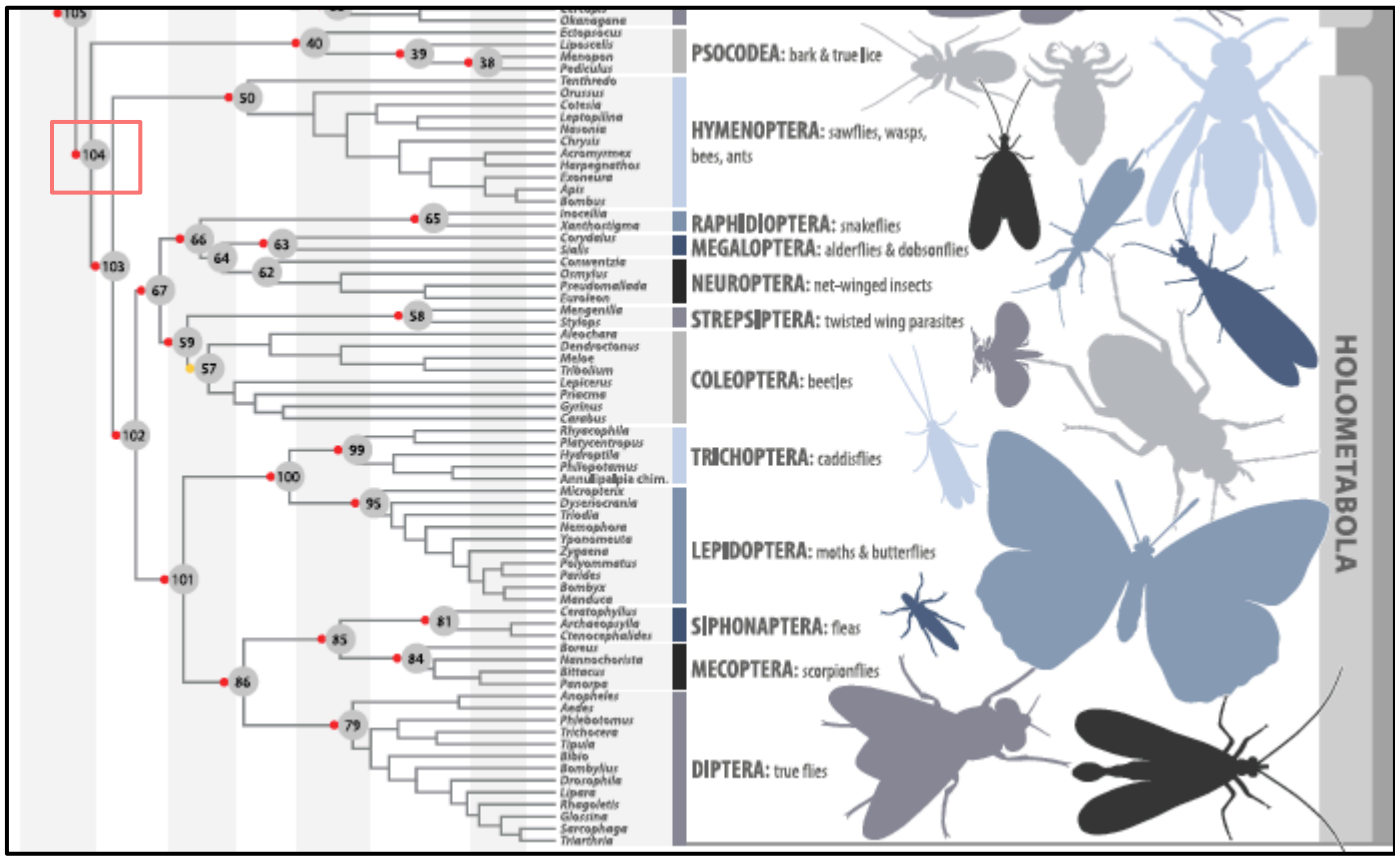 105
Okanagana
Ectopsocus
40
Liposcelis
39
Menopon
38
Pediculus
PSOCODEA: bark & true lice
Tenthredo
50
Orussus
Cotesia
Leptopilina
Nasonia
Chrysis
Acromyrmex
Harpegnathos
Exoneura
Apis
Bombus
HYMENOPTERA: sawflies, wasps,
bees, ants
104
Inocellia
65
Xanthostigma
RAPHIDIOPTERA: snakeflies
66
Corydalus
63
Sialis
MEGALOPTERA: alderflies & dobsonflies
64
103
Conwentzia
62
Osmylus
Pseudomallada
Euroleon
NEUROPTERA: net-winged insects
67
Mengenilla
58
Stylops
STREPSIPTERA: twisted wing parasites
59
Aleochara
Dendroctonus
Meloe
57
Tribolium
Lepicerus
Priacma
Gyrinus
Carabus
COLEOPTERA: beetles
HOLOMETABOLA
102
Rhyacophila
99
Platycentropus
Hydroptila
Philopotamus
Annulipalpia chim.
TRICHOPTERA: caddisflies
100
Micropterix
95
Dyseriocrania
Triodia
Nemophora
Yponomeuta
Zygaena
Polyommatus
Parides
Bombyx
Manduca
LEPIDOPTERA: moths & butterflies
101
Ceratophyllus
81
Archaeopsylla
Ctenocephalides
SIPHONAPTERA: fleas
85
Boreus
84
Nannochorista
Bittacus
Panorpa
MECOPTERA: scorpionflies
86
Anopheles
Aedes
79
Phlebotomus
Trichocera
Tipula
Bibio
Bombylius
Drosophila
Lipara
Rhagoletis
Glossina
Sarcophaga
Triarthria
DIPTERA: true flies